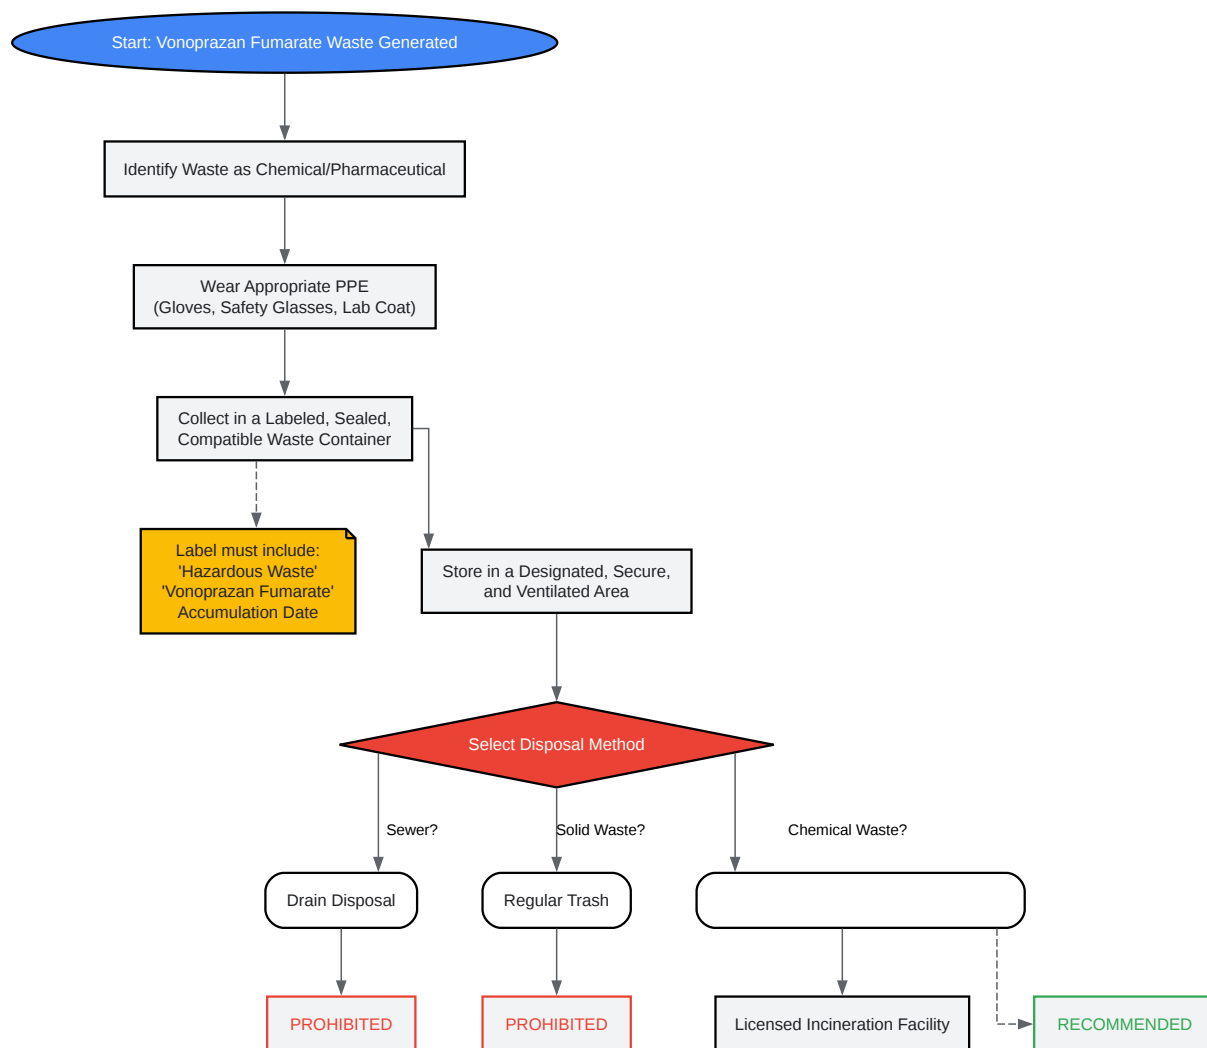 Start: Vonoprazan Fumarate Waste Generated
Identify Waste as Chemical/Pharmaceutical
Wear Appropriate PPE
(Gloves, Safety Glasses, Lab Coat)
Collect in a Labeled, Sealed,
Compatible Waste Container
Label must include:
'Hazardous Waste'
'Vonoprazan Fumarate'
Accumulation Date
Store in a Designated, Secure,
and Ventilated Area
Select Disposal Method
Sewer?
Solid Waste?
Chemical Waste?
Drain Disposal
Regular Trash
PROHIBITED
PROHIBITED
Licensed Incineration Facility
RECOMMENDED